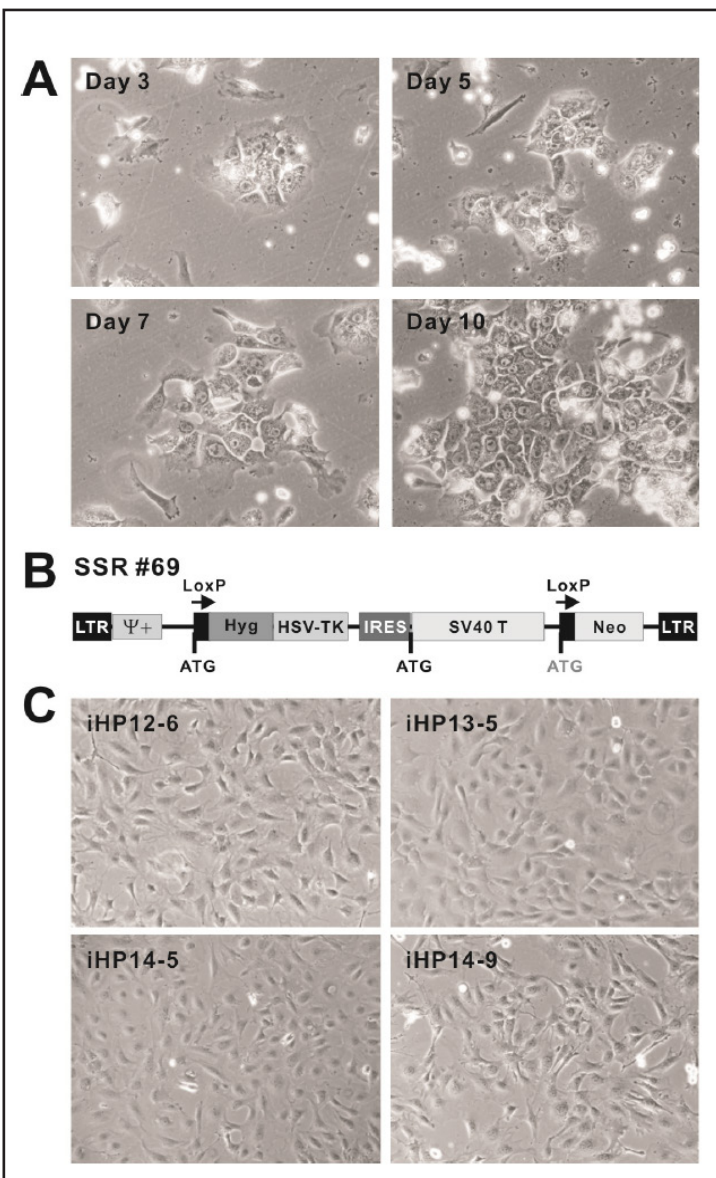 A
Day 3
Day 5
Day 7
Day 10
B
SSR #69
LoxP
LoxP
LTR
Ψ+
Hyg
HSV-TK
IRES
SV40 T
Neo
LTR
ATG
ATG
ATG
C
iHP12-6
iHP13-5
iHP14-5
iHP14-9